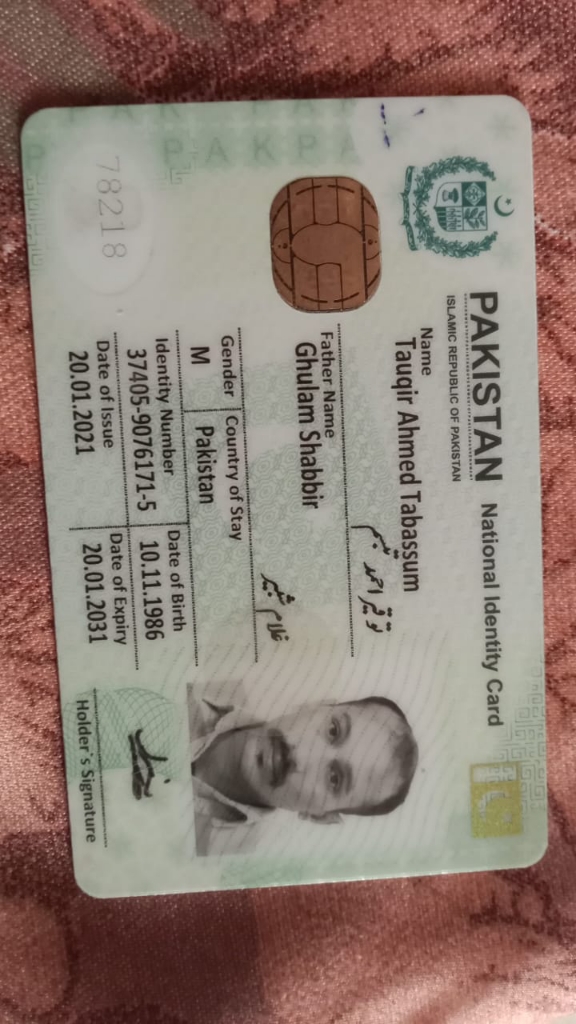 PAKISTAN National Identity Card
ISLAMIC REPUBLIC OF PAKISTAN
Name
Tauqir Ahmed Tabassum
توقیر احمد تبسم
Father Name
Ghulam Shabbir
غلام شبیر
Gender Country of Stay
M Pakistan
Identity Number Date of Birth
37405-9076171-5 10.11.1986
Date of Issue Date of Expiry
20.01.2021 20.01.2031
Holder's Signature
78218
PAKPA